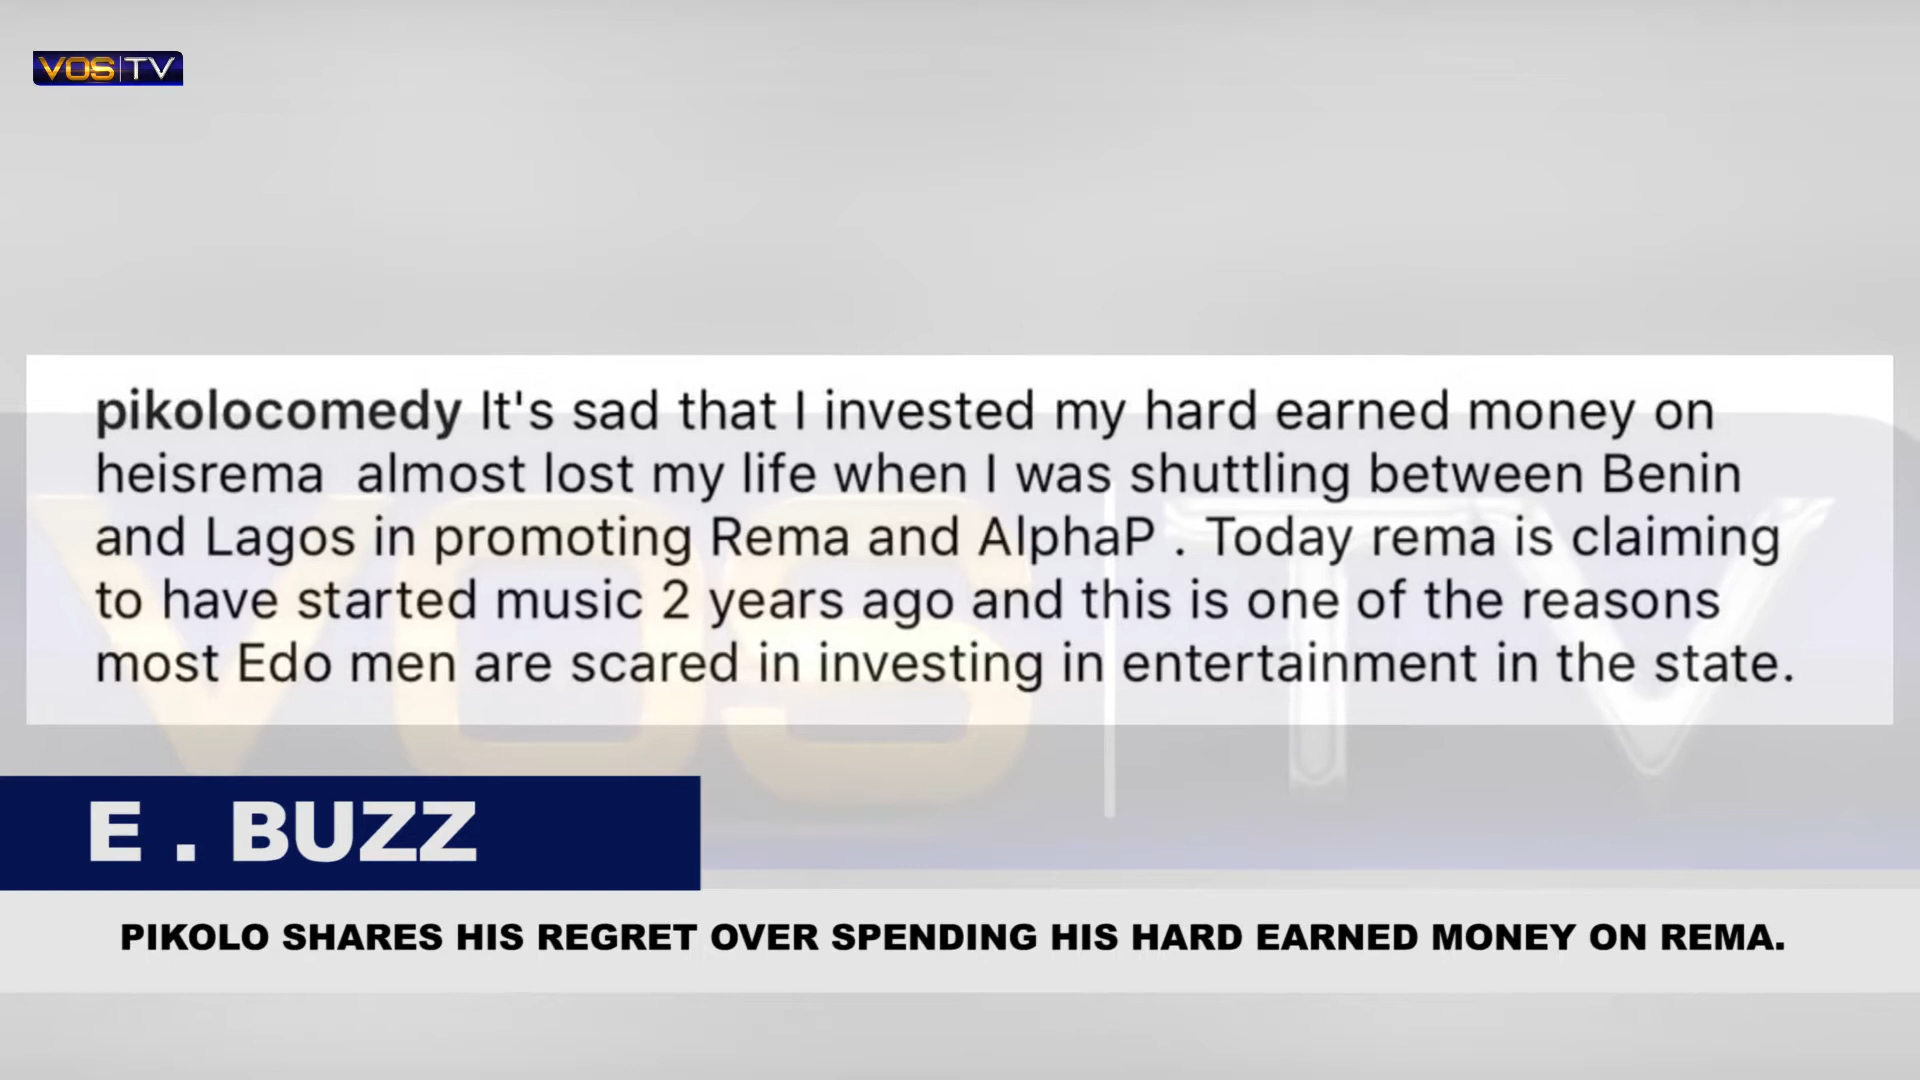 VOS|TV
pikolocomedy It's sad that I invested my hard earned money on
heisrema almost lost my life when I was shuttling between Benin
and Lagos in promoting Rema and AlphaP . Today rema is claiming
to have started music 2 years ago and this is one of the reasons
most Edo men are scared in investing in entertainment in the state.
VOS|TV
E . BUZZ
PIKOLO SHARES HIS REGRET OVER SPENDING HIS HARD EARNED MONEY ON REMA.